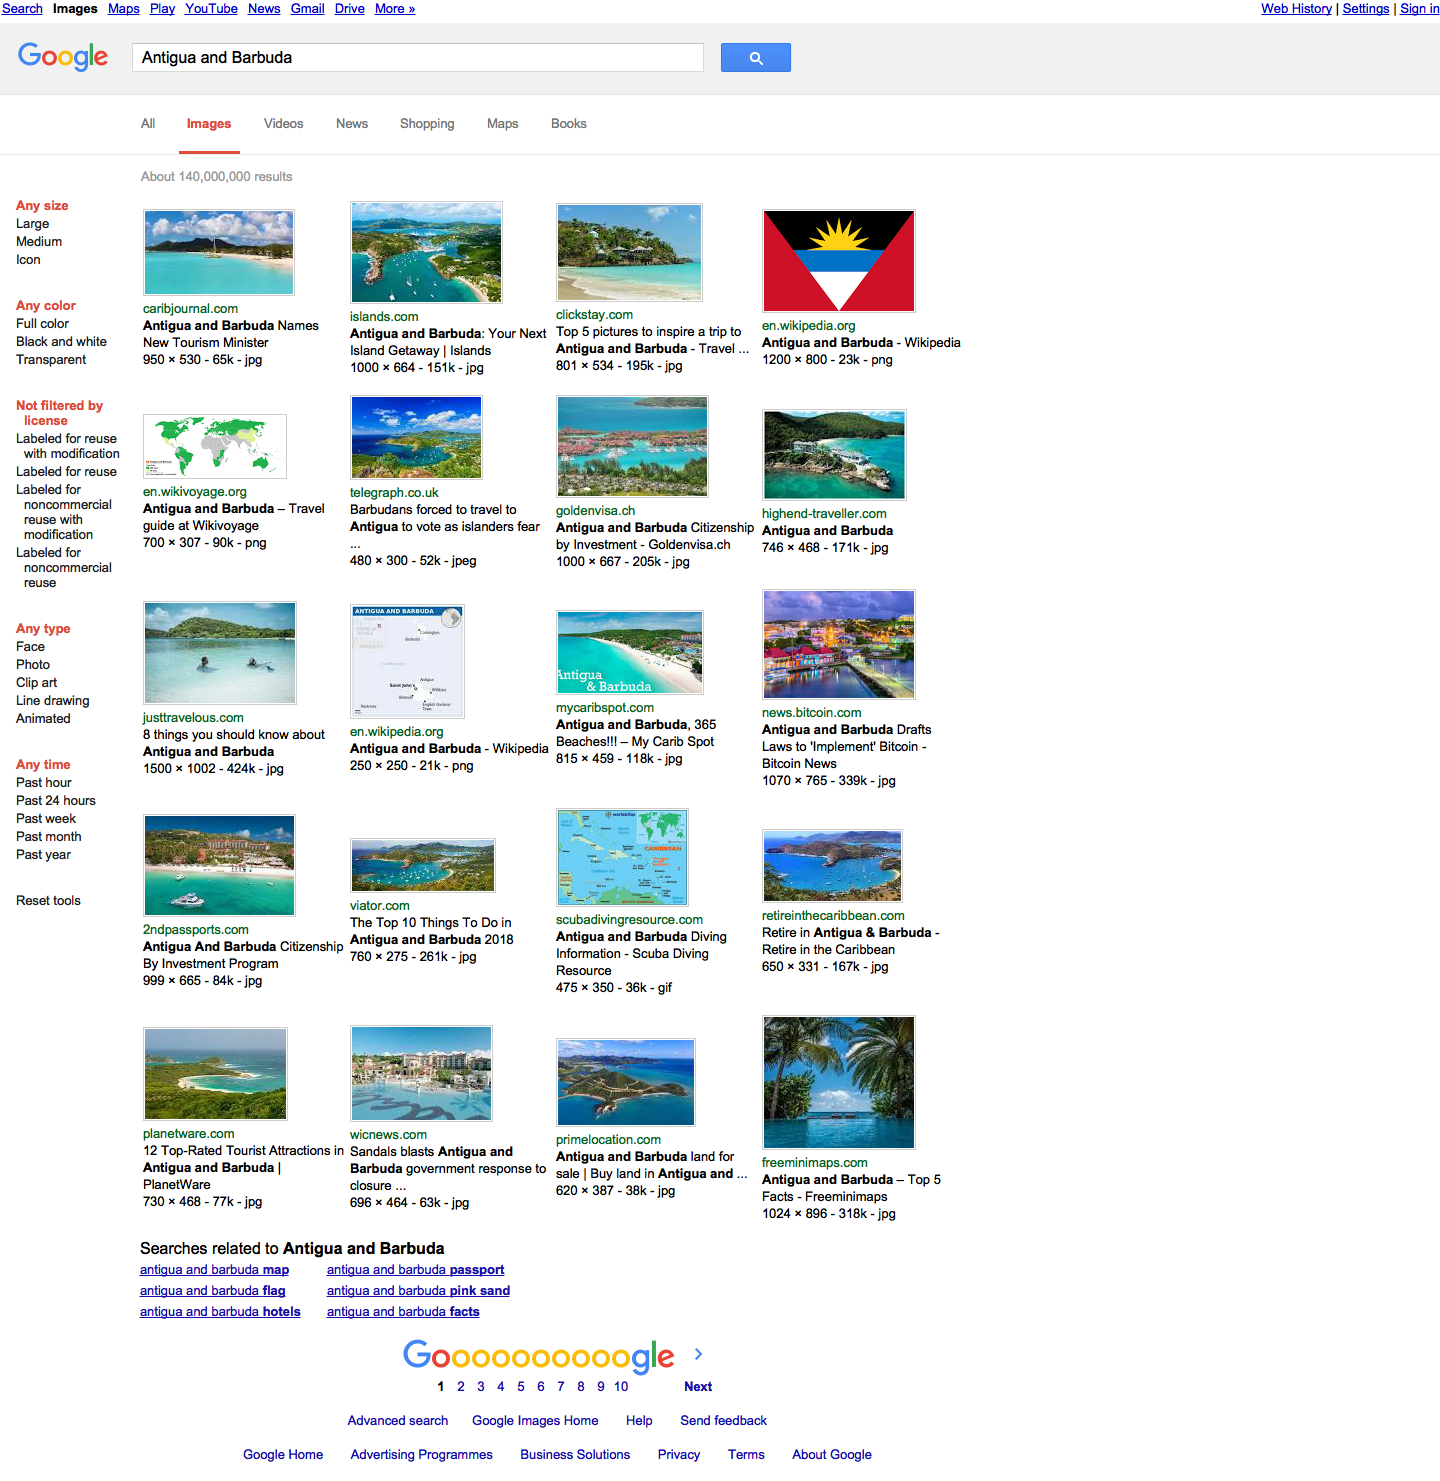 Search Images Maps Play YouTube News Gmail Drive More »
Web History | Settings | Sign in
Google
Antigua and Barbuda
All Images Videos News Shopping Maps Books
About 140,000,000 results
Any size
Large
Medium
Icon
Any color
Full color
Black and white
Transparent
Not filtered by
license
Labeled for reuse
with modification
Labeled for reuse
Labeled for
noncommercial
reuse with
modification
Labeled for
noncommercial
reuse
Any type
Face
Photo
Clip art
Line drawing
Animated
Any time
Past hour
Past 24 hours
Past week
Past month
Past year
Reset tools
caribjournal.com
Antigua and Barbuda Names
New Tourism Minister
950 × 530 - 65k - jpg
islands.com
Antigua and Barbuda: Your Next
Island Getaway | Islands
1000 × 664 - 151k - jpg
clickstay.com
Top 5 pictures to inspire a trip to
Antigua and Barbuda - Travel ...
801 × 534 - 195k - jpg
en.wikipedia.org
Antigua and Barbuda - Wikipedia
1200 × 800 - 23k - png
en.wikivoyage.org
Antigua and Barbuda – Travel
guide at Wikivoyage
700 × 307 - 90k - png
telegraph.co.uk
Barbudans forced to travel to
Antigua to vote as islanders fear
...
480 × 300 - 52k - jpeg
goldenvisa.ch
Antigua and Barbuda Citizenship
by Investment - Goldenvisa.ch
1000 × 667 - 205k - jpg
highend-traveller.com
Antigua and Barbuda
746 × 468 - 171k - jpg
justtravelous.com
8 things you should know about
Antigua and Barbuda
1500 × 1002 - 424k - jpg
ANTIGUA AND BARBUDA
Codrington
Barbuda
Saint John's
Antigua
Redonda
English Harbour
Town
en.wikipedia.org
Antigua and Barbuda - Wikipedia
250 × 250 - 21k - png
Antigua
& Barbuda
mycaribspot.com
Antigua and Barbuda, 365
Beaches!!! – My Carib Spot
815 × 459 - 118k - jpg
news.bitcoin.com
Antigua and Barbuda Drafts
Laws to 'Implement' Bitcoin -
Bitcoin News
1070 × 765 - 339k - jpg
2ndpassports.com
Antigua And Barbuda Citizenship
By Investment Program
999 × 665 - 84k - jpg
viator.com
The Top 10 Things To Do in
Antigua and Barbuda 2018
760 × 275 - 261k - jpg
CARIBBEAN
scubadivingresource.com
Antigua and Barbuda Diving
Information - Scuba Diving
Resource
475 × 350 - 36k - gif
retireinthecaribbean.com
Retire in Antigua & Barbuda -
Retire in the Caribbean
650 × 331 - 167k - jpg
planetware.com
12 Top-Rated Tourist Attractions in
Antigua and Barbuda |
PlanetWare
730 × 468 - 77k - jpg
wicnews.com
Sandals blasts Antigua and
Barbuda government response to
closure ...
696 × 464 - 63k - jpg
primelocation.com
Antigua and Barbuda land for
sale | Buy land in Antigua and ...
620 × 387 - 38k - jpg
freeminimaps.com
Antigua and Barbuda – Top 5
Facts - Freeminimaps
1024 × 896 - 318k - jpg
Searches related to Antigua and Barbuda
antigua and barbuda map antigua and barbuda passport
antigua and barbuda flag antigua and barbuda pink sand
antigua and barbuda hotels antigua and barbuda facts
Goooooooooogle
1 2 3 4 5 6 7 8 9 10 Next
Advanced search Google Images Home Help Send feedback
Google Home Advertising Programmes Business Solutions Privacy Terms About Google